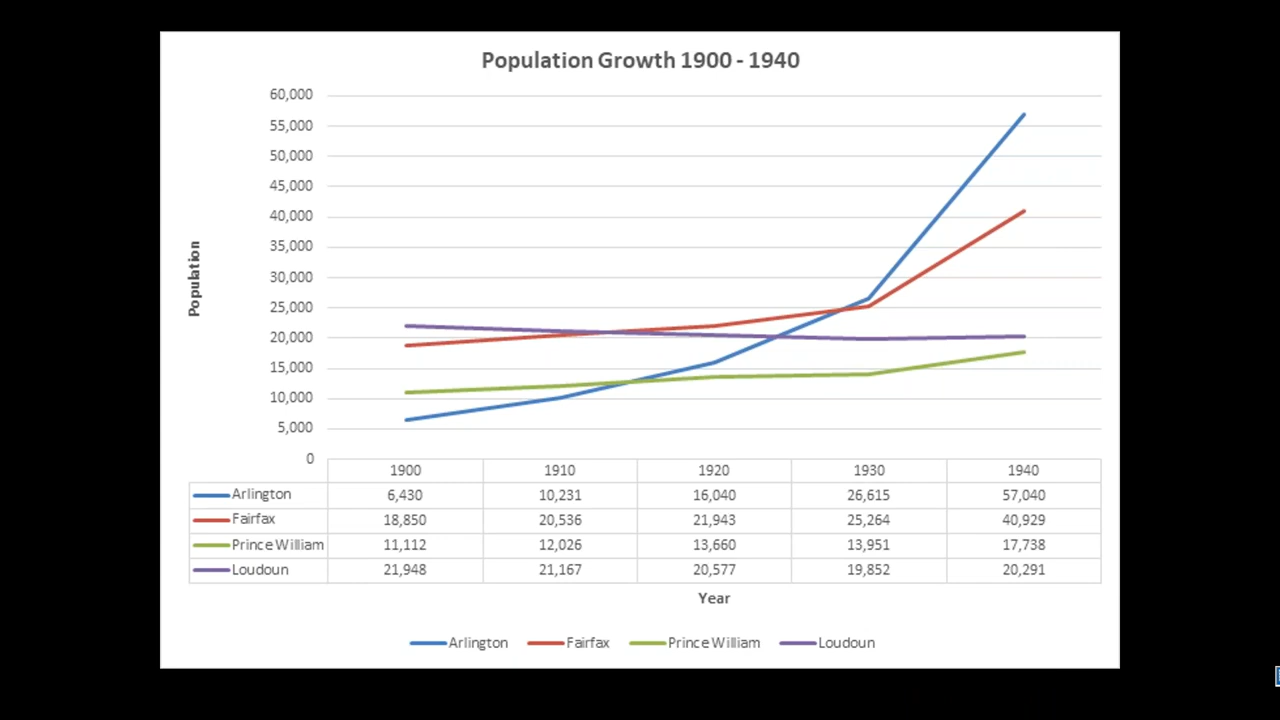 Population Growth 1900 - 1940
60,000
55,000
50,000
45,000
40,000
35,000
30,000
25,000
20,000
15,000
10,000
5,000
0
Population
1900 1910 1920 1930 1940
Arlington 6,430 10,231 16,040 26,615 57,040
Fairfax 18,850 20,536 21,943 25,264 40,929
Prince William 11,112 12,026 13,660 13,951 17,738
Loudoun 21,948 21,167 20,577 19,852 20,291
Year
Arlington Fairfax Prince William Loudoun